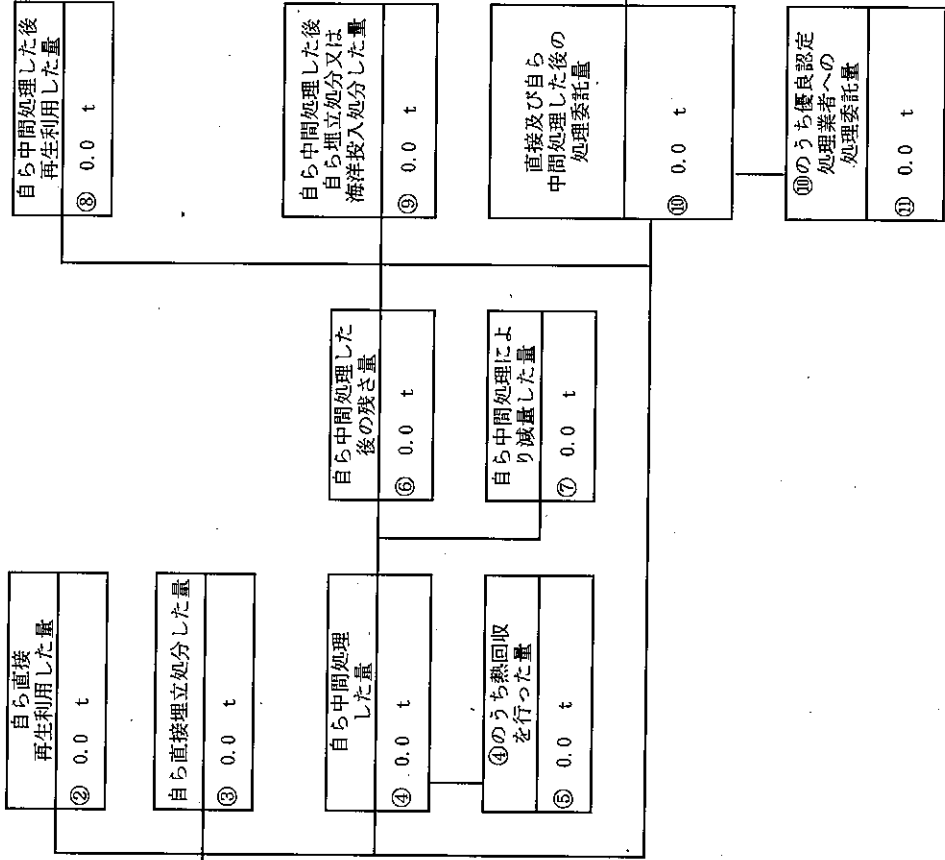 自ら直接
再生利用した量
② 0.0 t
自ら直接埋立処分した量
③ 0.0 t
自ら中間処理
した量
④ 0.0 t
④のうち熱回収
を行った量
⑤ 0.0 t
自ら中間処理した
後の残さ量
⑥ 0.0 t
自ら中間処理によ
り減量した量
⑦ 0.0 t
自ら中間処理した後
再生利用した量
⑧ 0.0 t
自ら中間処理した後
自ら埋立処分又は
海洋投入処分した量
⑨ 0.0 t
直接及び自ら
中間処理した後の
処理委託量
⑩ 0.0 t
⑩のうち優良認定
処理業者への
処理委託量
⑪ 0.0 t